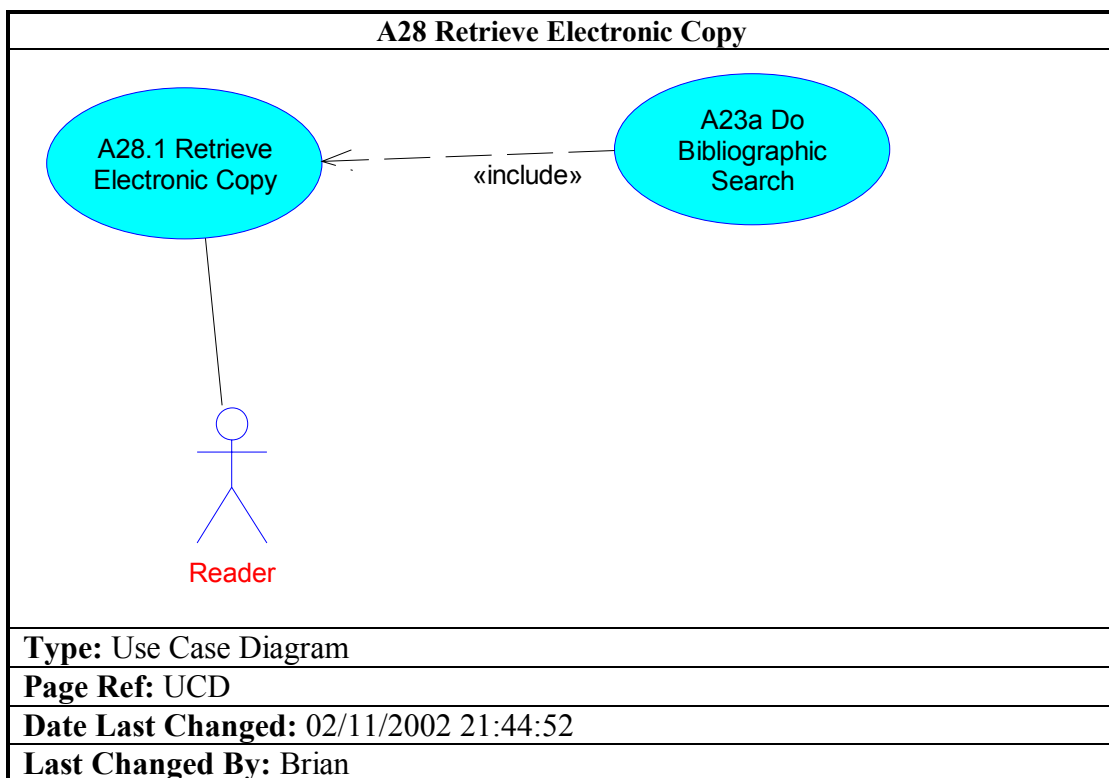 A28 Retrieve Electronic Copy
A28.1 Retrieve
Electronic Copy
«include»
A23a Do
Bibliographic
Search
Reader
Type: Use Case Diagram
Page Ref: UCD
Date Last Changed: 02/11/2002 21:44:52
Last Changed By: Brian